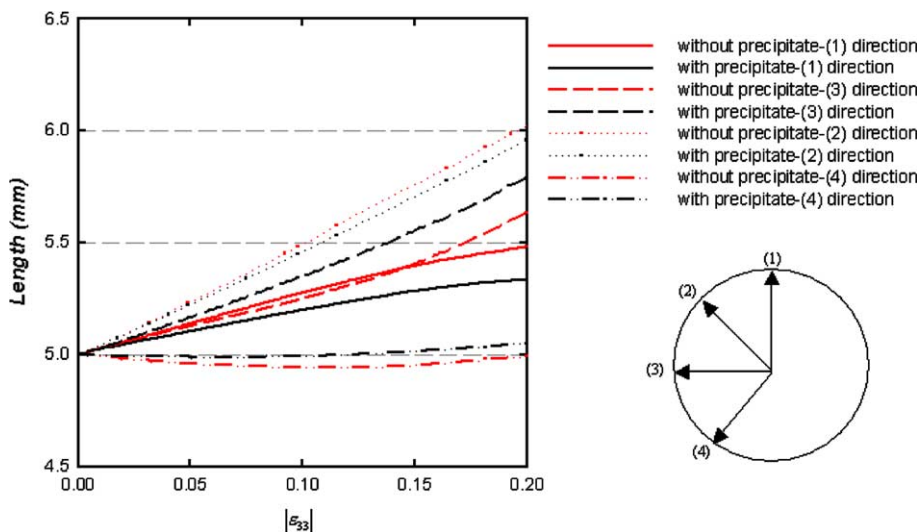 6.5
6.0
5.5
5.0
4.5
Length (mm)
0.00 0.05 0.10 0.15 0.20
|ε33|
without precipitate-(1) direction
with precipitate-(1) direction
without precipitate-(3) direction
with precipitate-(3) direction
without precipitate-(2) direction
with precipitate-(2) direction
without precipitate-(4) direction
with precipitate-(4) direction
(1)
(2)
(3)
(4)